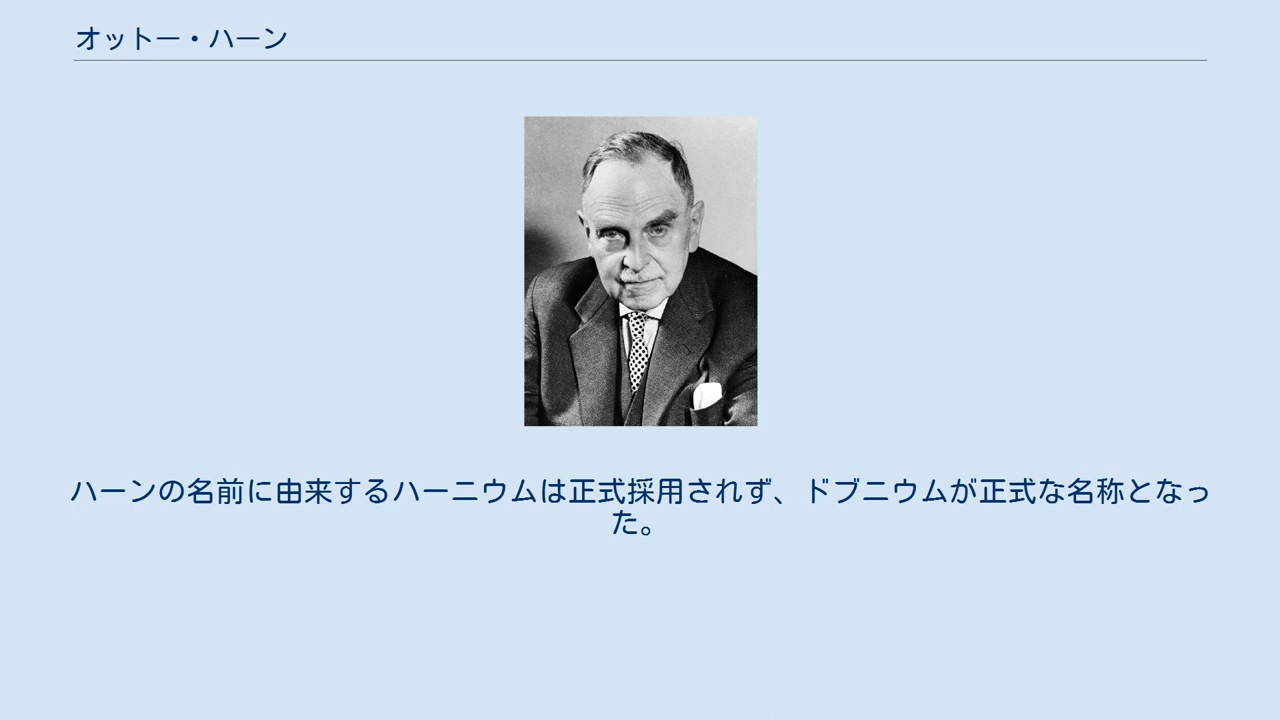 オットー・ハーン
ハーンの名前に由来するハーニウムは正式採用されず、ドブニウムが正式な名称となっ
た。